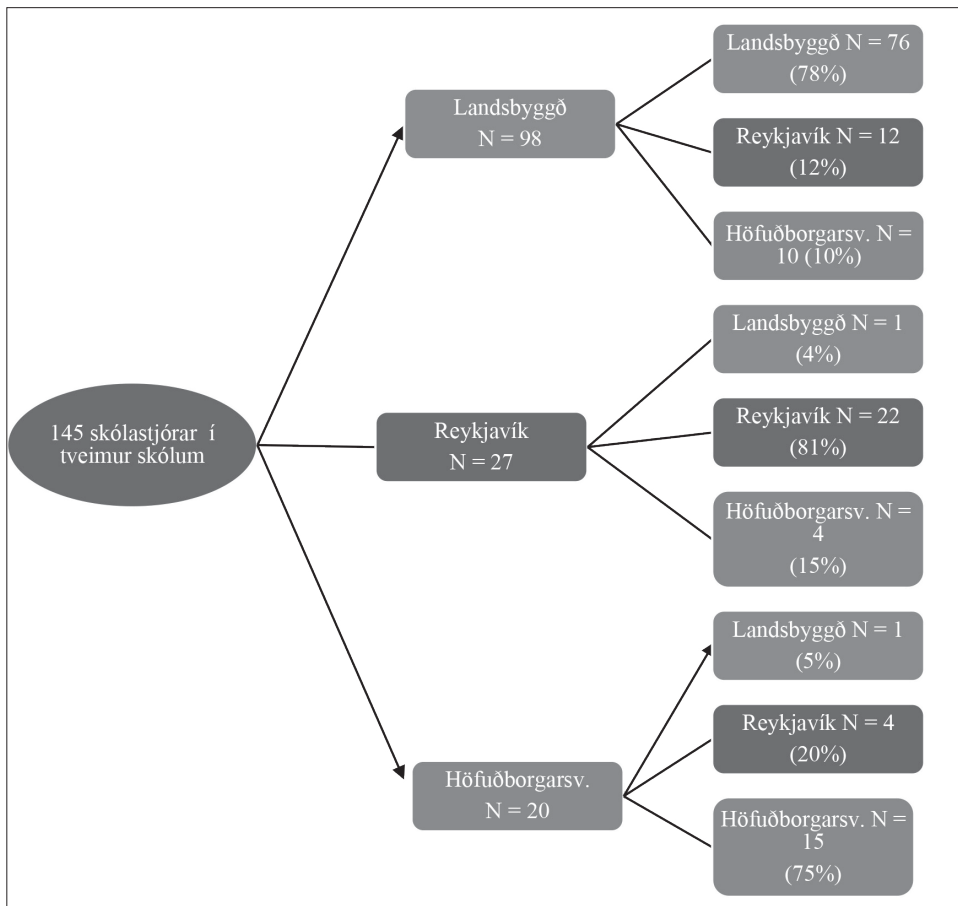 145 skólastjórar í
tveimur skólum
Landsbyggð
N = 98
Landsbyggð N = 76
(78%)
Reykjavík N = 12
(12%)
Höfuðborgarsv. N =
10 (10%)
Reykjavík
N = 27
Landsbyggð N = 1
(4%)
Reykjavík N = 22
(81%)
Höfuðborgarsv. N =
4
(15%)
Höfuðborgarsv.
N = 20
Landsbyggð N = 1
(5%)
Reykjavík N = 4
(20%)
Höfuðborgarsv. N =
15
(75%)